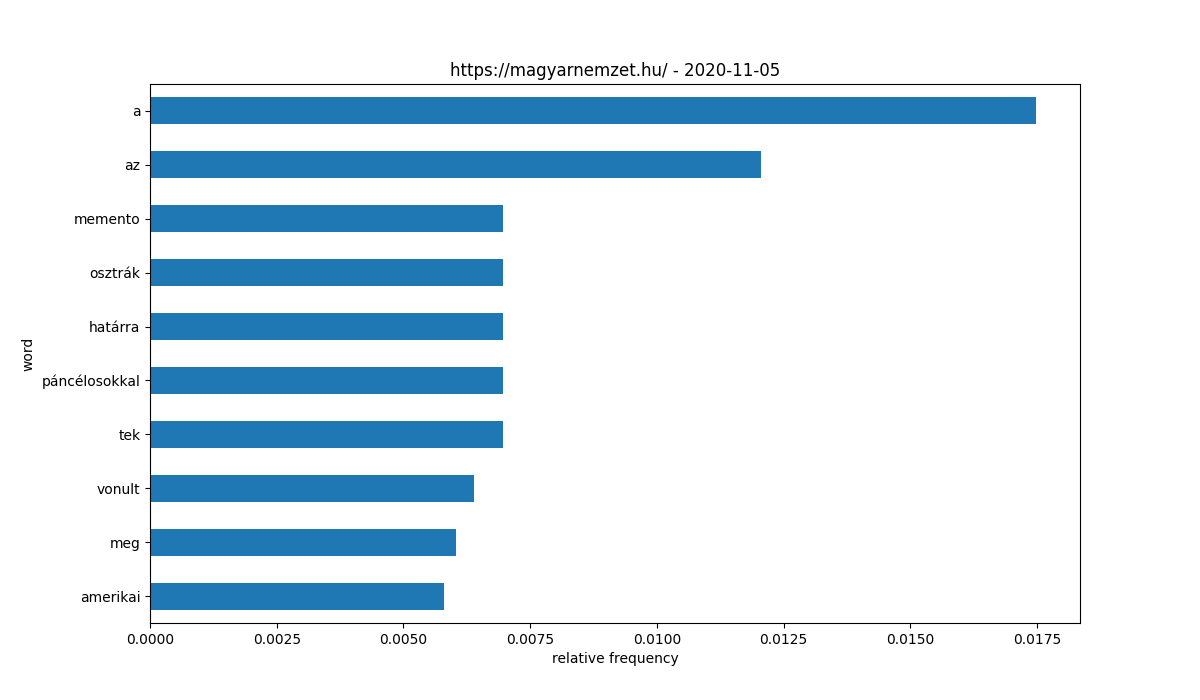 https://magyarnemzet.hu/ - 2020-11-05
a
az
memento
osztrák
határra
páncélosokkal
tek
vonult
meg
amerikai
word
0.0000 0.0025 0.0050 0.0075 0.0100 0.0125 0.0150 0.0175
relative frequency